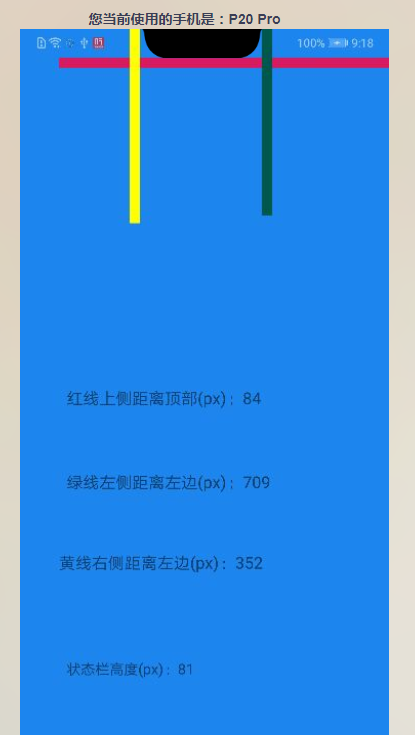 您当前使用的手机是：P20 Pro
100% 9:18
红线上侧距离顶部(px)：84
绿线左侧距离左边(px)：709
黄线右侧距离左边(px)：352
状态栏高度(px)：81